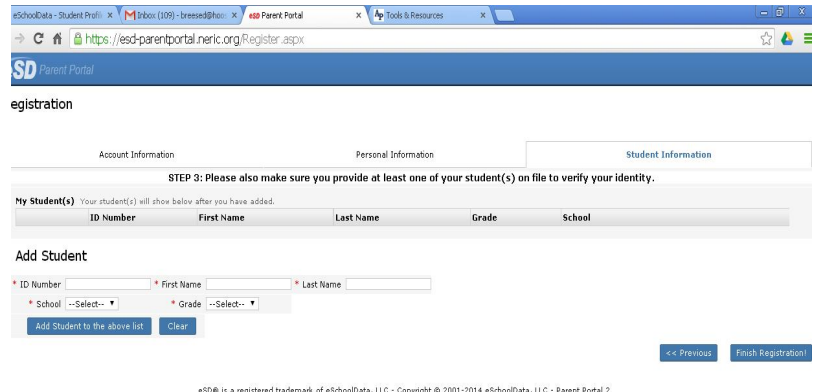 eSchoolData - Student Profil × Inbox (109) - breesed@hoos × esD Parent Portal × Ap Tools & Resources ×
https://esd-parentportal.neric.org/Register.aspx
SD Parent Portal
egistration
Account Information Personal Information Student Information
STEP 3: Please also make sure you provide at least one of your student(s) on file to verify your identity.
My Student(s) Your student(s) will show below after you have added.
ID Number First Name Last Name Grade School
Add Student
* ID Number * First Name * Last Name
* School --Select-- ▼ * Grade --Select-- ▼
Add Student to the above list Clear
<< Previous Finish Registration!
eSD® is a registered trademark of eSchoolData, LLC - Copyright © 2001-2014 eSchoolData, LLC - Parent Portal 2